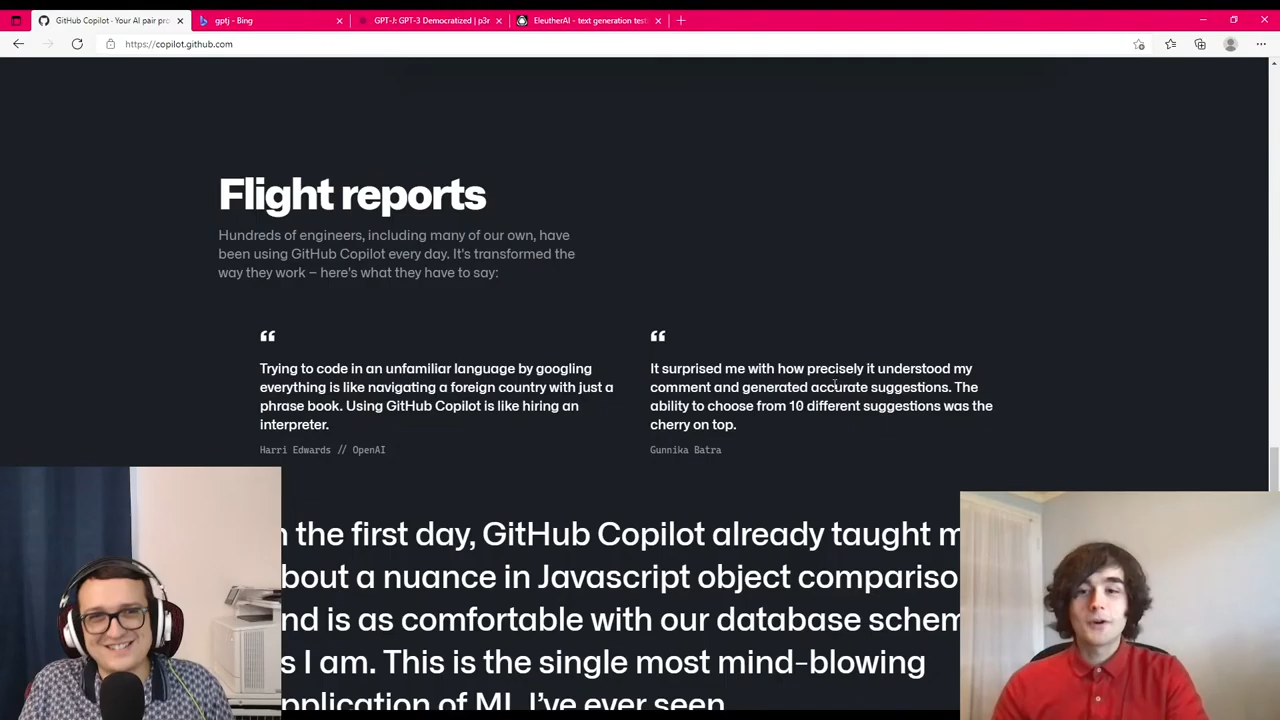 GitHub Copilot · Your AI pair pro
gptj - Bing
GPT-J: GPT-3 Democratized | p3r
EleutherAI - text generation testi
https://copilot.github.com
Flight reports
Hundreds of engineers, including many of our own, have
been using GitHub Copilot every day. It's transformed the
way they work – here's what they have to say:
“
Trying to code in an unfamiliar language by googling
everything is like navigating a foreign country with just a
phrase book. Using GitHub Copilot is like hiring an
interpreter.
Harri Edwards // OpenAI
“
It surprised me with how precisely it understood my
comment and generated accurate suggestions. The
ability to choose from 10 different suggestions was the
cherry on top.
Gunnika Batra
n the first day, GitHub Copilot already taught m
bout a nuance in Javascript object compariso
nd is as comfortable with our database schem
s I am. This is the single most mind-blowing
pplication of ML I've ever seen